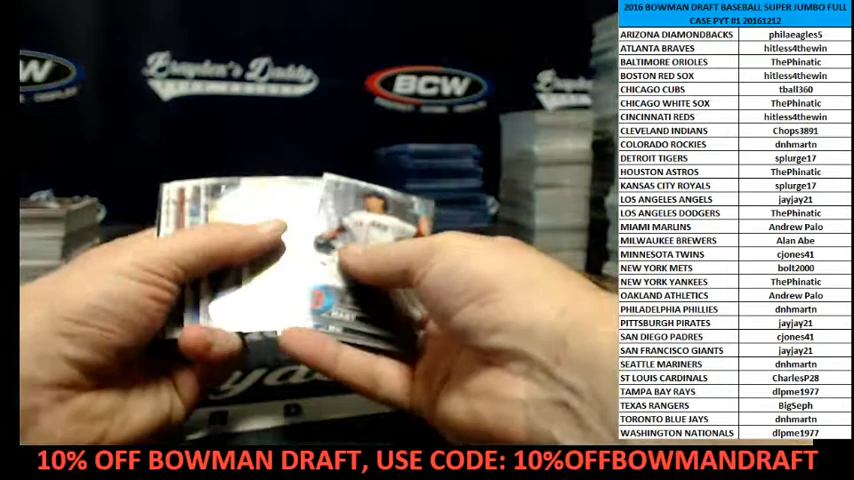 2016 BOWMAN DRAFT BASEBALL SUPER JUMBO FULL
CASE PYT #1 20161212
ARIZONA DIAMONDBACKS philaeagles5
ATLANTA BRAVES hitless4thewin
BALTIMORE ORIOLES ThePhinatic
BOSTON RED SOX hitless4thewin
CHICAGO CUBS tball360
CHICAGO WHITE SOX ThePhinatic
CINCINNATI REDS hitless4thewin
CLEVELAND INDIANS Chops3891
COLORADO ROCKIES dnhmartn
DETROIT TIGERS splurge17
HOUSTON ASTROS ThePhinatic
KANSAS CITY ROYALS splurge17
LOS ANGELES ANGELS jayjay21
LOS ANGELES DODGERS ThePhinatic
MIAMI MARLINS Andrew Palo
MILWAUKEE BREWERS Alan Abe
MINNESOTA TWINS cjones41
NEW YORK METS bolt2000
NEW YORK YANKEES ThePhinatic
OAKLAND ATHLETICS Andrew Palo
PHILADELPHIA PHILLIES dnhmartn
PITTSBURGH PIRATES jayjay21
SAN DIEGO PADRES cjones41
SAN FRANCISCO GIANTS jayjay21
SEATTLE MARINERS dnhmartn
ST LOUIS CARDINALS CharlesP28
TAMPA BAY RAYS dlpme1977
TEXAS RANGERS BigSeph
TORONTO BLUE JAYS dnhmartn
WASHINGTON NATIONALS dlpme1977
Brayden's Daddy
BCW
10% OFF BOWMAN DRAFT, USE CODE: 10%OFFBOWMANDRAFT